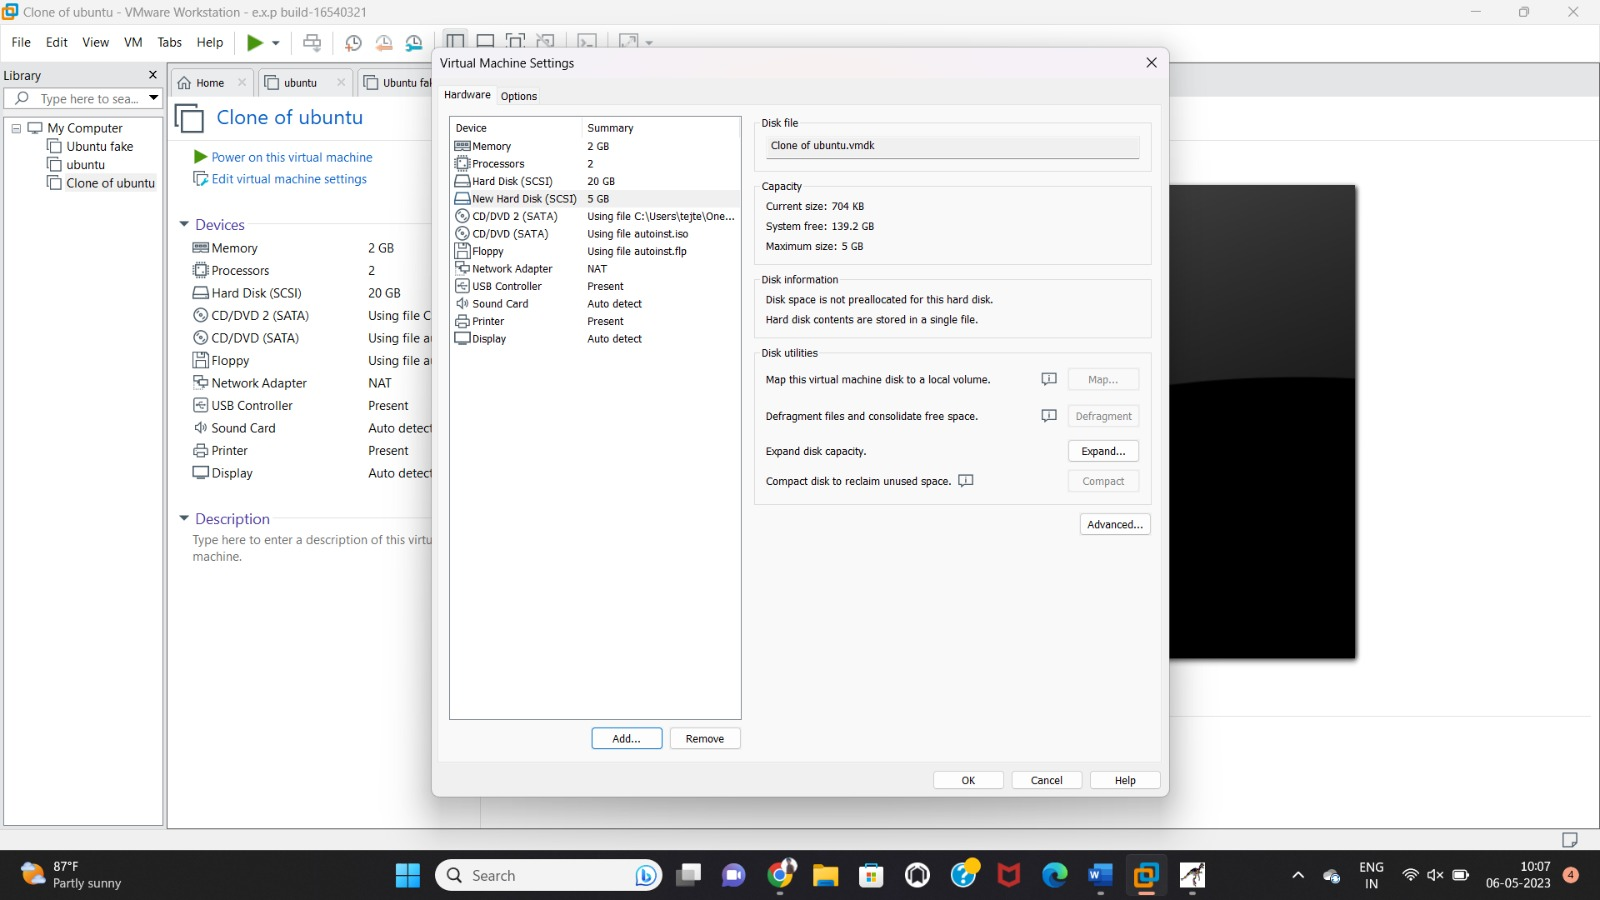 Clone of ubuntu - VMware Workstation - e.x.p build-16540321
File Edit View VM Tabs Help
Library
Type here to sea...
My Computer
Ubuntu fake
ubuntu
Clone of ubuntu
Home
ubuntu
Ubuntu fa
Clone of ubuntu
Power on this virtual machine
Edit virtual machine settings
Devices
Memory 2 GB
Processors 2
Hard Disk (SCSI) 20 GB
CD/DVD 2 (SATA) Using file C
CD/DVD (SATA) Using file a
Floppy Using file a
Network Adapter NAT
USB Controller Present
Sound Card Auto detect
Printer Present
Display Auto detect
Description
Type here to enter a description of this virtu
machine.
Virtual Machine Settings
Hardware Options
Device Summary
Memory 2 GB
Processors 2
Hard Disk (SCSI) 20 GB
New Hard Disk (SCSI) 5 GB
CD/DVD 2 (SATA) Using file C:\Users\tejte\One...
CD/DVD (SATA) Using file autoinst.iso
Floppy Using file autoinst.flp
Network Adapter NAT
USB Controller Present
Sound Card Auto detect
Printer Present
Display Auto detect
Add...
Remove
Disk file
Clone of ubuntu.vmdk
Capacity
Current size: 704 KB
System free: 139.2 GB
Maximum size: 5 GB
Disk information
Disk space is not preallocated for this hard disk.
Hard disk contents are stored in a single file.
Disk utilities
Map this virtual machine disk to a local volume. Map...
Defragment files and consolidate free space. Defragment
Expand disk capacity. Expand...
Compact disk to reclaim unused space. Compact
Advanced...
OK Cancel Help
87°F
Partly sunny
Search
ENG
IN
10:07
06-05-2023
4